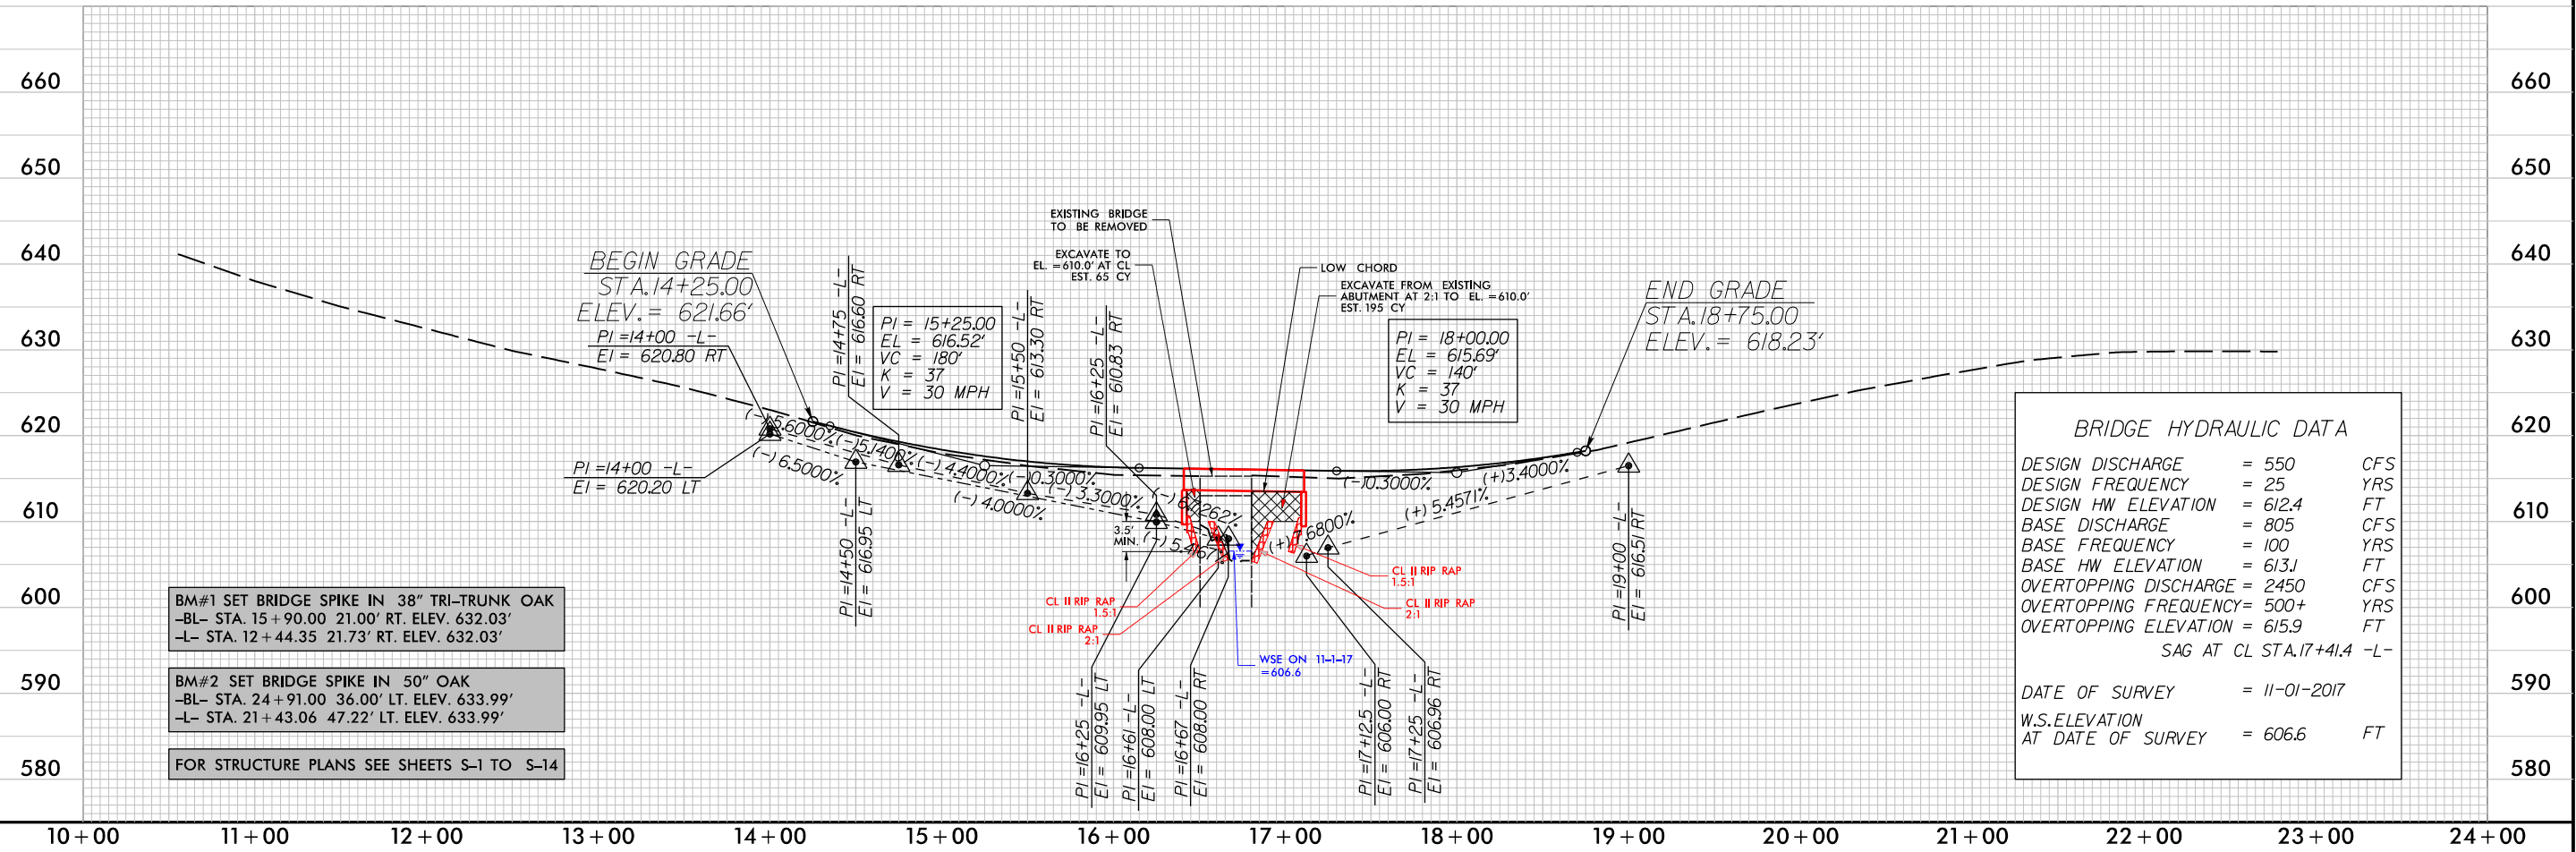 660
660
650
650
640
640
630
630
620
620
610
610
600
600
590
590
580
580
10+00
11+00
12+00
13+00
14+00
15+00
16+00
17+00
18+00
19+00
20+00
21+00
22+00
23+00
24+00
BEGIN GRADE
STA.14+25.00
ELEV.= 621.66'
PI =14+00 -L-
EI = 620.80 RT
PI =14+00 -L-
EI = 620.20 LT
PI =14+75 -L-
EI = 616.60 RT
PI =14+50 -L-
EI = 616.95 LT
PI = 15+25.00
EL = 616.52'
VC = 180'
K = 37
V = 30 MPH
PI =15+50 -L-
EI = 613.30 RT
PI =16+25 -L-
EI = 610.83 RT
EXISTING BRIDGE
TO BE REMOVED
EXCAVATE TO
EL. =610.0' AT CL
EST. 65 CY
LOW CHORD
EXCAVATE FROM EXISTING
ABUTMENT AT 2:1 TO EL. =610.0'
EST. 195 CY
PI = 18+00.00
EL = 615.69'
VC = 140'
K = 37
V = 30 MPH
END GRADE
STA.18+75.00
ELEV.= 618.23'
(-)5.6000%
(-)5.1400%
(-)4.4000%
(-)0.3000%
(-)6.5000%
(-)4.0000%
(-)3.3000%
(-)0.3000%
(+)3.4000%
(+)5.4571%
3.5'
MIN.
CL II RIP RAP
1.5:1
CL II RIP RAP
2:1
CL II RIP RAP
1.5:1
CL II RIP RAP
2:1
WSE ON 11-1-17
=606.6
PI =16+25 -L-
EI = 609.95 LT
PI =16+61 -L-
EI = 608.00 LT
PI =16+67 -L-
EI = 608.00 RT
PI =17+12.5 -L-
EI = 606.00 RT
PI =17+25 -L-
EI = 606.96 RT
PI =19+00 -L-
EI = 616.51 RT
BM#1 SET BRIDGE SPIKE IN 38" TRI-TRUNK OAK
-BL- STA. 15+90.00 21.00' RT. ELEV. 632.03'
-L- STA. 12+44.35 21.73' RT. ELEV. 632.03'
BM#2 SET BRIDGE SPIKE IN 50" OAK
-BL- STA. 24+91.00 36.00' LT. ELEV. 633.99'
-L- STA. 21+43.06 47.22' LT. ELEV. 633.99'
FOR STRUCTURE PLANS SEE SHEETS S-1 TO S-14
BRIDGE HYDRAULIC DATA
DESIGN DISCHARGE = 550 CFS
DESIGN FREQUENCY = 25 YRS
DESIGN HW ELEVATION = 612.4 FT
BASE DISCHARGE = 805 CFS
BASE FREQUENCY = 100 YRS
BASE HW ELEVATION = 613.1 FT
OVERTOPPING DISCHARGE = 2450 CFS
OVERTOPPING FREQUENCY= 500+ YRS
OVERTOPPING ELEVATION = 615.9 FT
SAG AT CL STA.17+41.4 -L-
DATE OF SURVEY = 11-01-2017
W.S.ELEVATION
AT DATE OF SURVEY = 606.6 FT